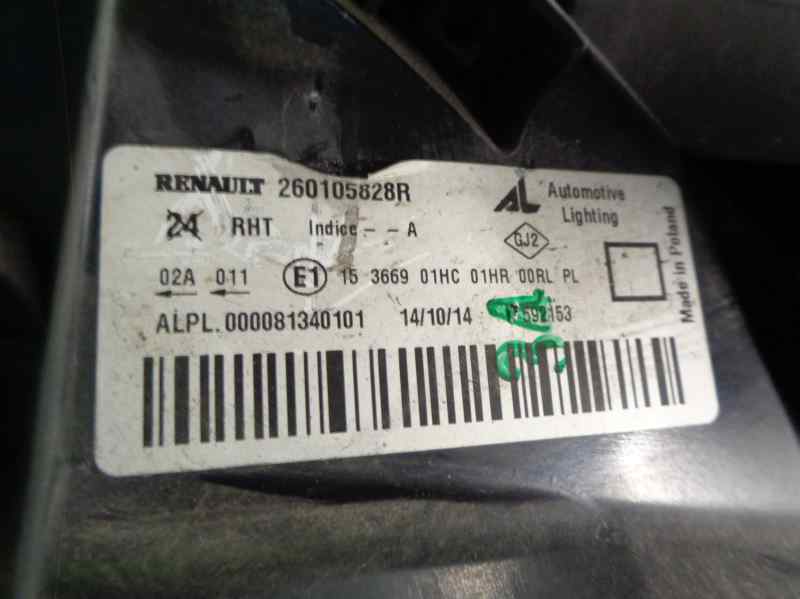 RENAULT 260105828R
AL Automotive Lighting
24 RHT Indice - - A
GJ2
02A 011 E1 15 3669 01HC 01HR 00RL PL
ALPL.000081340101 14/10/14
Made in Poland